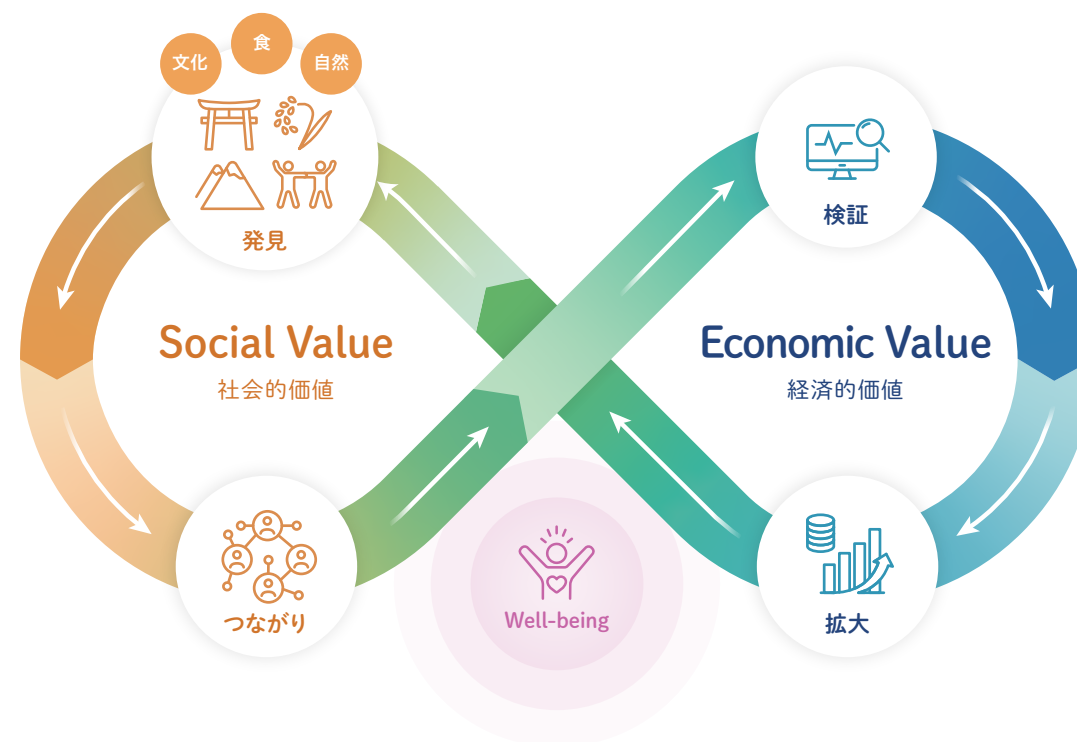 文化
食
自然
発見
検証
Social Value
社会的価値
Economic Value
経済的価値
つながり
Well-being
拡大